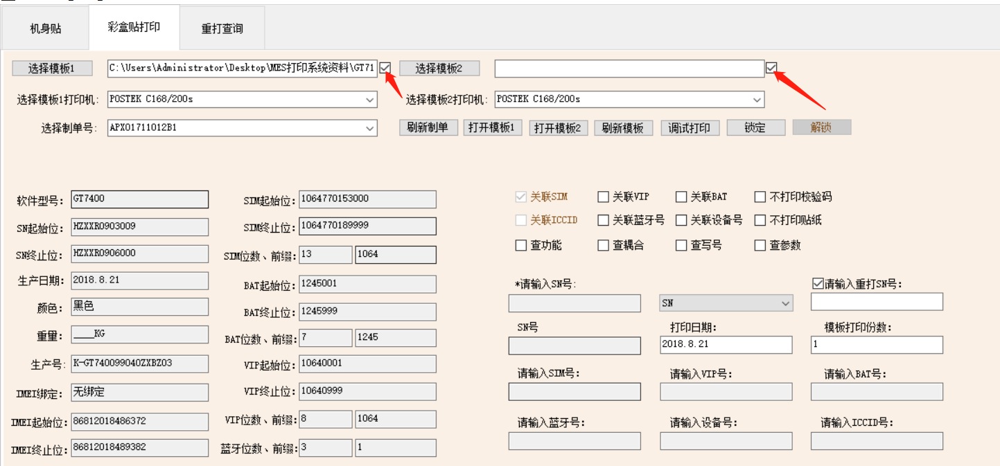 机身贴 彩盒贴打印 重打查询
选择模板1 C:\Users\Administrator\Desktop\MES打印系统资料\GT71 选择模板2
选择模板1打印机: POSTEK C168/200s 选择模板2打印机: POSTEK C168/200s
选择制单号: APX01711012B1 刷新制单 打开模板1 打开模板2 刷新模板 调试打印 锁定 解锁
软件型号: GT7400 SIM起始位: 1064770153000 关联SIM 关联VIP 关联BAT 不打印校验码
SN起始位: HZXXR0903009 SIM终止位: 1064770189999 关联ICCID 关联蓝牙号 关联设备号 不打印贴纸
SN终止位: HZXXR0906000 SIM位数、前缀: 13 1064 查功能 查耦合 查写号 查参数
生产日期: 2018.8.21 BAT起始位: 1245001 *请输入SN号: 请输入重打SN号:
颜色: 黑色 BAT终止位: 1245999 SN
重量: ____KG BAT位数、前缀: 7 1245 SN号 打印日期: 模板打印份数:
2018.8.21 1
生产号: K-GT740099040ZXBZ03 VIP起始位: 10640001 请输入SIM号: 请输入VIP号: 请输入BAT号:
IMEI绑定: 无绑定 VIP终止位: 10640999
IMEI起始位: 86812018486372 VIP位数、前缀: 8 1064 请输入蓝牙号: 请输入设备号: 请输入ICCID号:
IMEI终止位: 86812018489382 蓝牙位数、前缀: 3 1